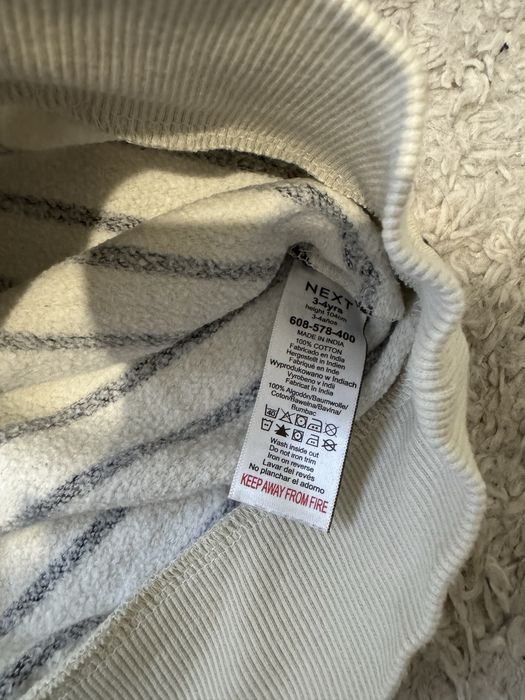 NEXT
3-4yrs
height 104cm
3-4años
608-578-400
MADE IN INDIA
100% COTTON
Fabricado en India
Hergestellt in Indien
Fabriqué en Inde
Wyprodukowano w Indiach
Vyrobeno v Indii
Fabricat în India
100% Algodón/Baumwolle/
Coton/Bawełna/Bavlna/
Bumbac
40
Wash inside out
Do not iron trim
Iron on reverse
Lavar del revés
No planchar el adorno
KEEP AWAY FROM FIRE